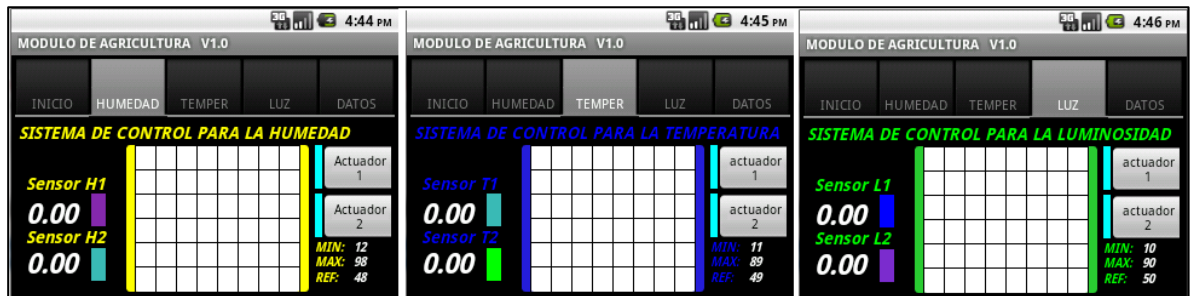 3G 4:44 PM
MODULO DE AGRICULTURA V1.0
INICIO HUMEDAD TEMPER LUZ DATOS
SISTEMA DE CONTROL PARA LA HUMEDAD
Actuador
1
Sensor H1
0.00
Actuador
2
Sensor H2
0.00
MIN: 12
MAX: 98
REF: 48
3G 4:45 PM
MODULO DE AGRICULTURA V1.0
INICIO HUMEDAD TEMPER LUZ DATOS
SISTEMA DE CONTROL PARA LA TEMPERATURA
actuador
1
Sensor T1
0.00
actuador
2
Sensor T2
0.00
MIN: 11
MAX: 89
REF: 49
3G 4:46 PM
MODULO DE AGRICULTURA V1.0
INICIO HUMEDAD TEMPER LUZ DATOS
SISTEMA DE CONTROL PARA LA LUMINOSIDAD
actuador
1
Sensor L1
0.00
actuador
2
Sensor L2
0.00
MIN: 10
MAX: 90
REF: 50